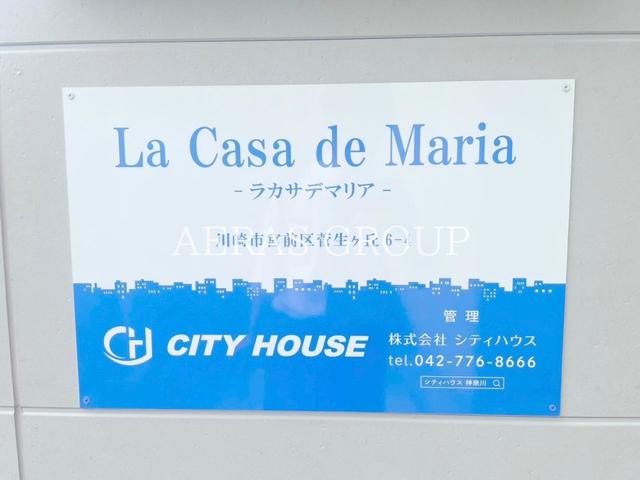 La Casa de Maria
- ラカサデマリア -
川崎市宮前区菅生ヶ丘6-4
AERAS GROUP
管理
CH CITY HOUSE
株式会社 シティハウス
tel.042-776-8666
シティハウス 神奈川